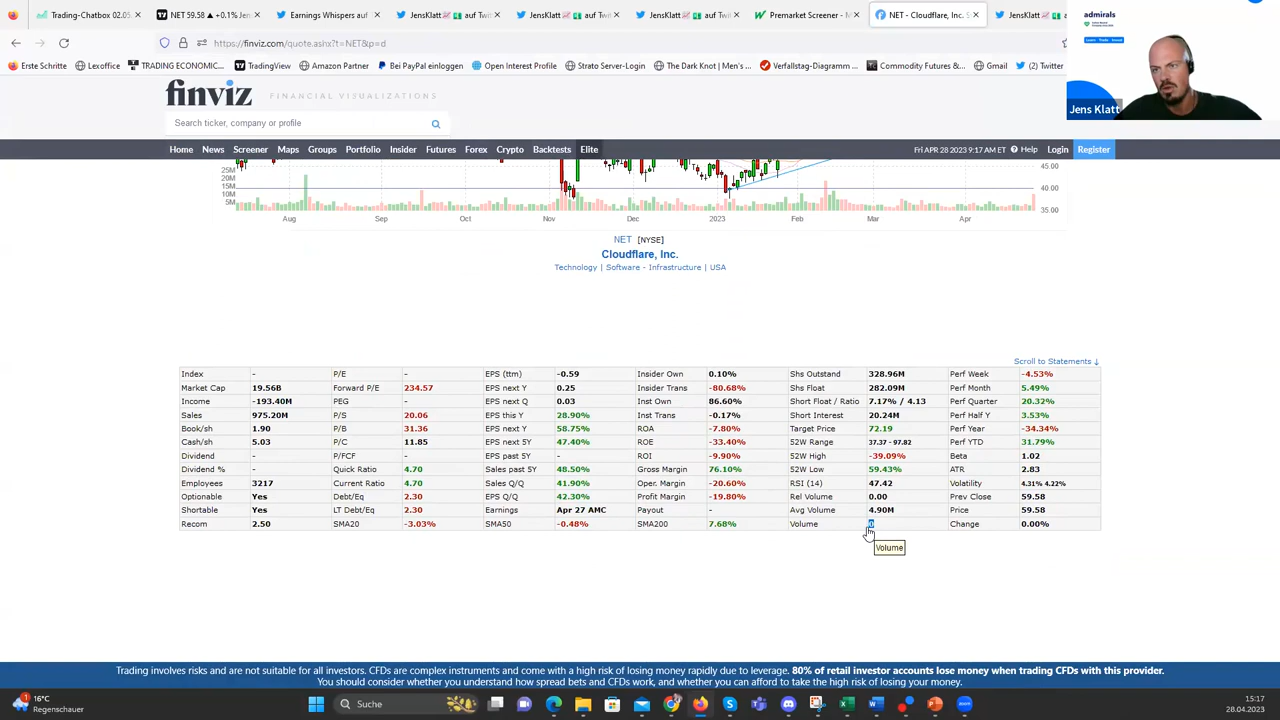 Trading-Chatbox 02.05.
NET 59.58 ▲ +0.1% Jen
Earnings Whispers auf
JensKlatt auf Twit
JensKlatt auf Tw
JensKlatt auf Twit
Premarket Screener •
NET - Cloudflare, Inc. S
JensKlatt auf
https://finviz.com/quote.ashx?t=NET&
Erste Schritte
Lexoffice
TRADING ECONOMIC...
TradingView
Amazon Partner
Bei PayPal einloggen
Open Interest Profile
Strato Server-Login
The Dark Knot | Men's ...
Verfallstag-Diagramm ...
Commodity Futures & ...
Gmail
(2) Twitter
admirals
Jens Klatt
finviz FINANCIAL VISUALIZATIONS
Search ticker, company or profile
Home News Screener Maps Groups Portfolio Insider Futures Forex Crypto Backtests Elite
Fri APR 28 2023 9:17 AM ET Help Login Register
25M
20M
15M
10M
5M
45.00
40.00
35.00
Aug Sep Oct Nov Dec 2023 Feb Mar Apr
NET [NYSE]
Cloudflare, Inc.
Technology | Software - Infrastructure | USA
Scroll to Statements ↓
Index - P/E - EPS (ttm) -0.59 Insider Own 0.10% Shs Outstand 328.96M Perf Week -4.53%
Market Cap 19.56B Forward P/E 234.57 EPS next Y 0.25 Insider Trans -80.68% Shs Float 282.09M Perf Month 5.49%
Income -193.40M PEG - EPS next Q 0.03 Inst Own 86.60% Short Float / Ratio 7.17% / 4.13 Perf Quarter 20.32%
Sales 975.20M P/S 20.06 EPS this Y 28.90% Inst Trans -0.17% Short Interest 20.24M Perf Half Y 3.53%
Book/sh 1.90 P/B 31.36 EPS next Y 58.75% ROA -7.80% Target Price 72.19 Perf Year -34.34%
Cash/sh 5.03 P/C 11.85 EPS next 5Y 47.40% ROE -33.40% 52W Range 37.37 - 97.82 Perf YTD 31.79%
Dividend - P/FCF - EPS past 5Y - ROI -9.90% 52W High -39.09% Beta 1.02
Dividend % - Quick Ratio 4.70 Sales past 5Y 48.50% Gross Margin 76.10% 52W Low 59.43% ATR 2.83
Employees 3217 Current Ratio 4.70 Sales Q/Q 41.90% Oper. Margin -20.60% RSI (14) 47.42 Volatility 4.31% 4.22%
Optionable Yes Debt/Eq 2.30 EPS Q/Q 42.30% Profit Margin -19.80% Rel Volume 0.00 Prev Close 59.58
Shortable Yes LT Debt/Eq 2.30 Earnings Apr 27 AMC Payout - Avg Volume 4.90M Price 59.58
Recom 2.50 SMA20 -3.03% SMA50 -0.48% SMA200 7.68% Volume 0 Change 0.00%
Volume
Trading involves risks and are not suitable for all investors. CFDs are complex instruments and come with a high risk of losing money rapidly due to leverage. 80% of retail investor accounts lose money when trading CFDs with this provider.
You should consider whether you understand how spread bets and CFDs work, and whether you can afford to take the high risk of losing your money.
16°C
Regenschauer
Suche
15:17
28.04.2023